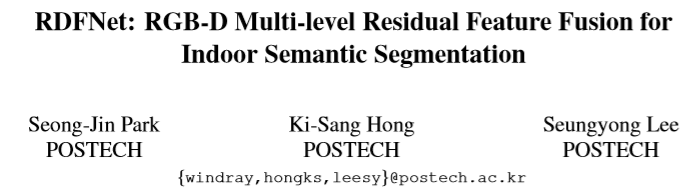 RDFNet: RGB-D Multi-level Residual Feature Fusion for
Indoor Semantic Segmentation
Seong-Jin Park Ki-Sang Hong Seungyong Lee
POSTECH POSTECH POSTECH
{windray,hongks,leesy}@postech.ac.kr